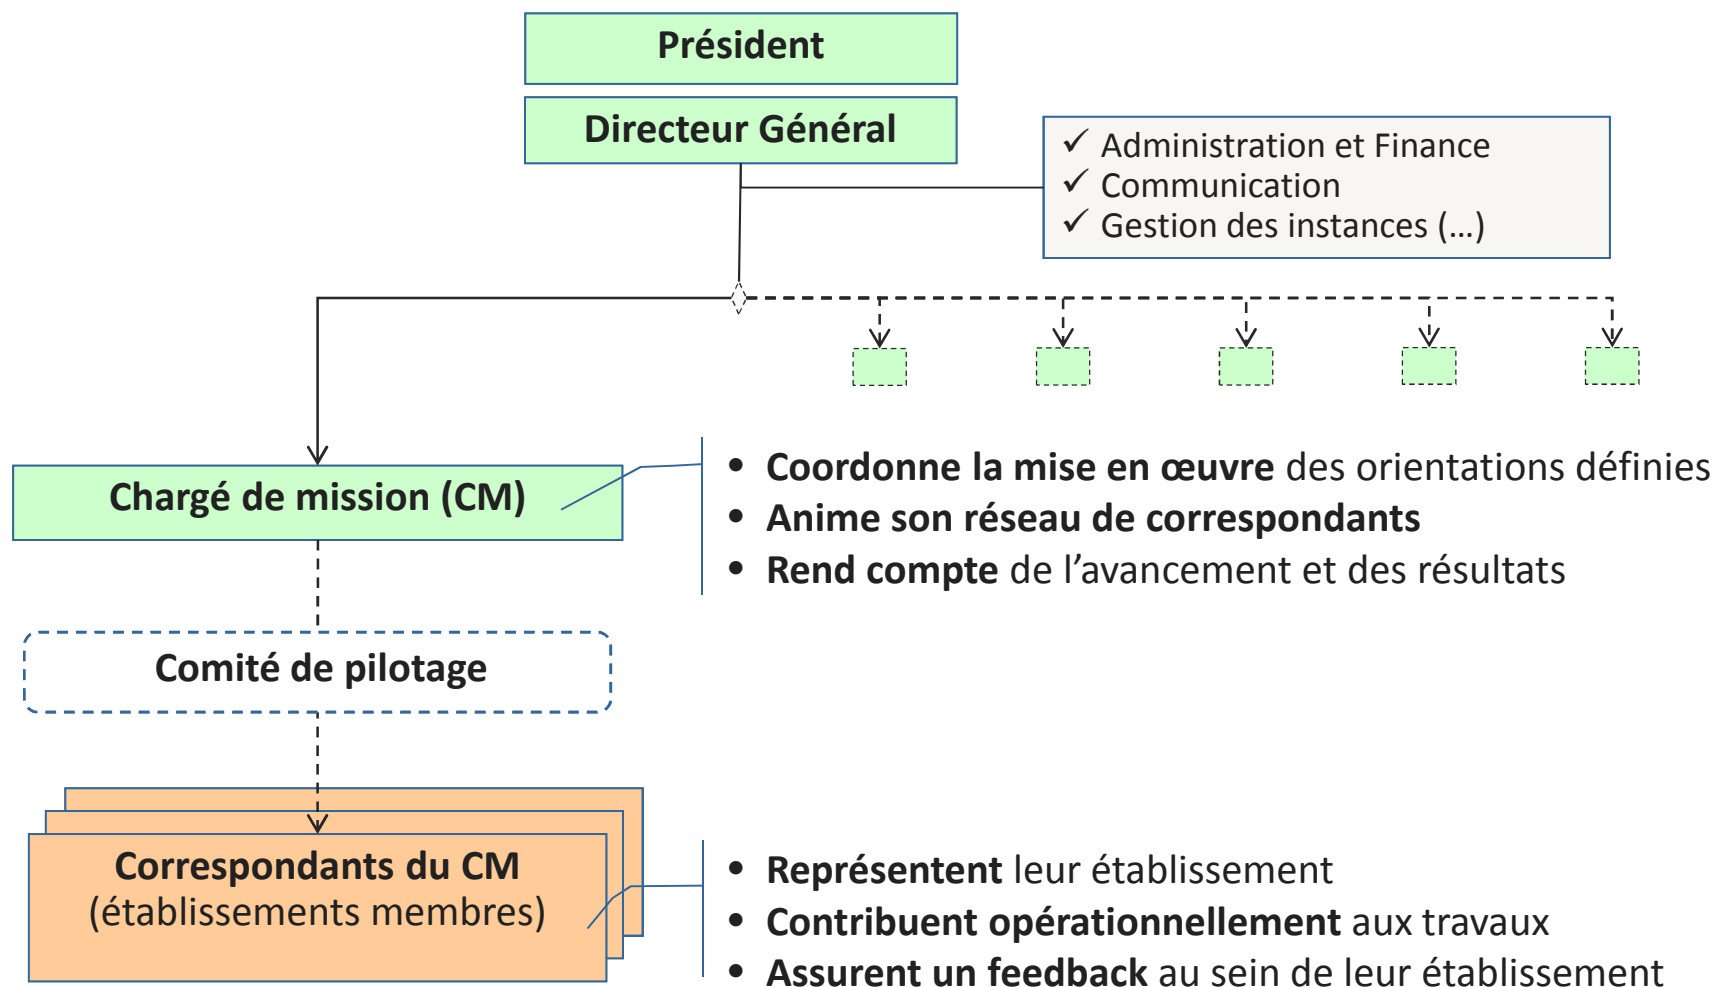 Président
Directeur Général
✓ Administration et Finance
✓ Communication
✓ Gestion des instances (...)
Chargé de mission (CM)
• Coordonne la mise en œuvre des orientations définies
• Anime son réseau de correspondants
• Rend compte de l'avancement et des résultats
Comité de pilotage
Correspondants du CM
(établissements membres)
• Représentent leur établissement
• Contribuent opérationnellement aux travaux
• Assurent un feedback au sein de leur établissement